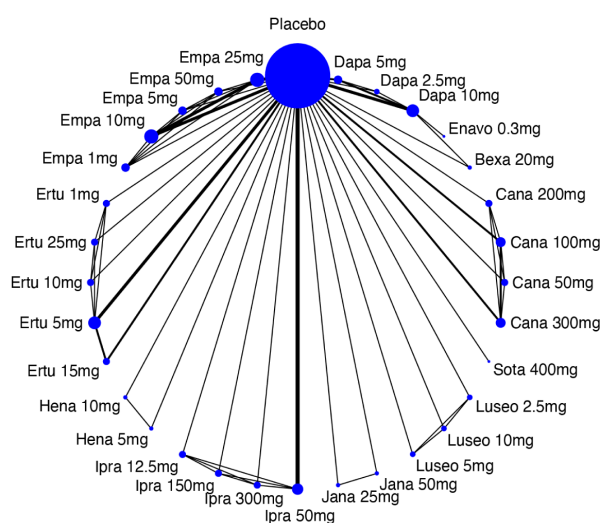 Placebo
Empa 25mg
Dapa 5mg
Empa 50mg
Dapa 2.5mg
Empa 5mg
Dapa 10mg
Empa 10mg
Enavo 0.3mg
Empa 1mg
Bexa 20mg
Ertu 1mg
Cana 200mg
Ertu 25mg
Cana 100mg
Ertu 10mg
Cana 50mg
Ertu 5mg
Cana 300mg
Ertu 15mg
Sota 400mg
Hena 10mg
Luseo 2.5mg
Hena 5mg
Luseo 10mg
Ipra 12.5mg
Luseo 5mg
Ipra 150mg
Jana 50mg
Ipra 300mg
Jana 25mg
Ipra 50mg